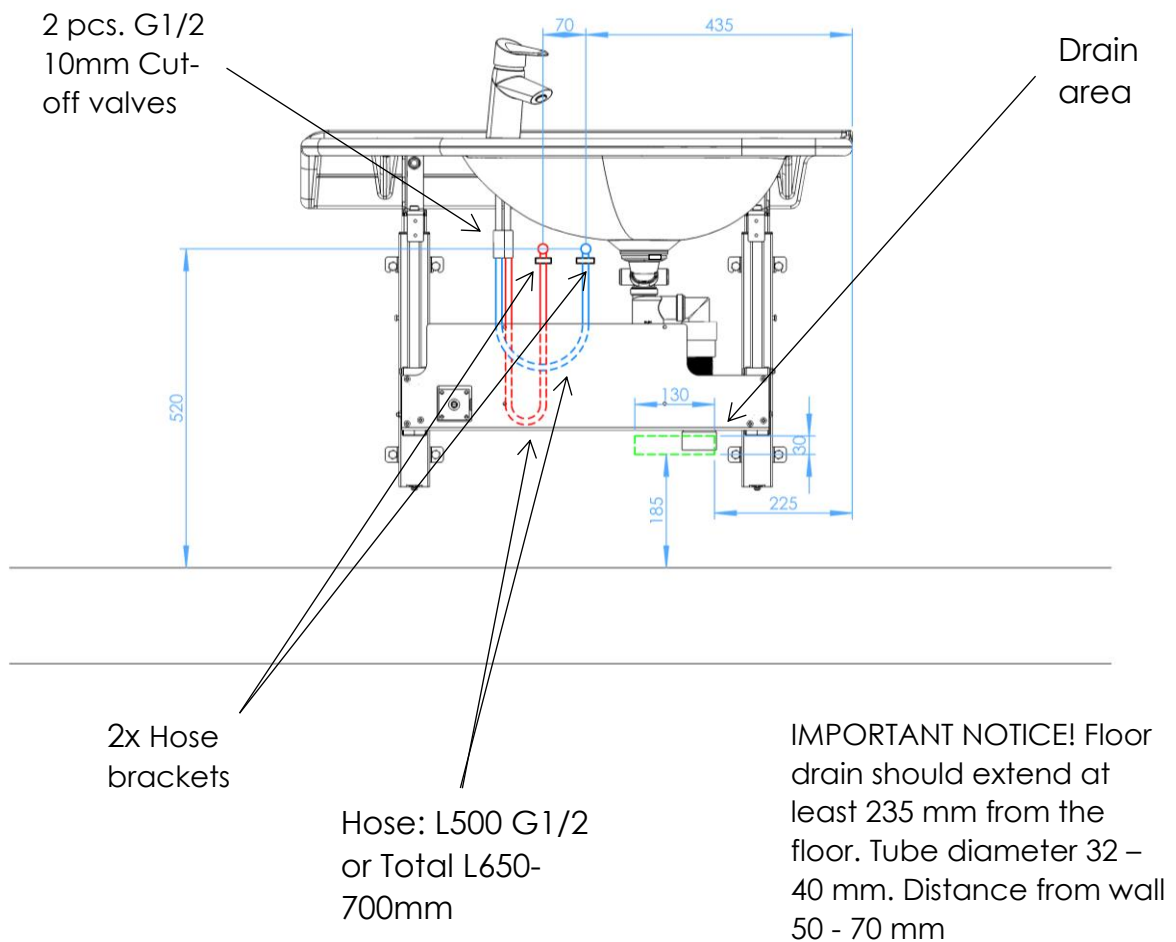 2 pcs. G1/2
10mm Cut-
off valves
70
435
Drain
area
520
130
30
185
225
2x Hose
brackets
Hose: L500 G1/2
or Total L650-
700mm
IMPORTANT NOTICE! Floor
drain should extend at
least 235 mm from the
floor. Tube diameter 32 –
40 mm. Distance from wall
50 - 70 mm